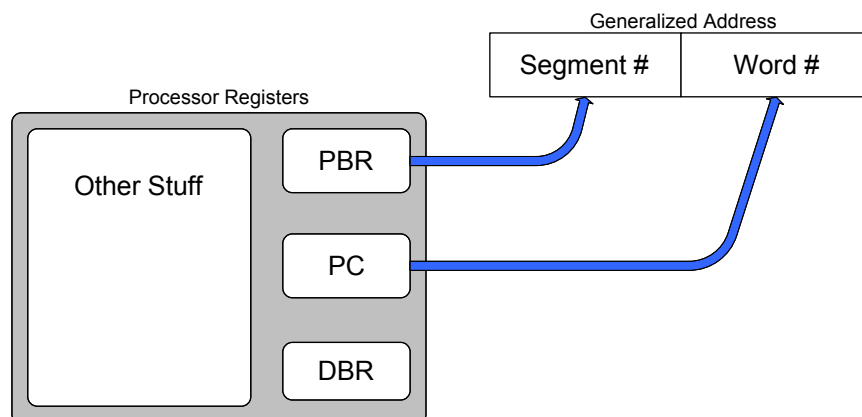 Generalized Address
Segment #
Word #
Processor Registers
Other Stuff
PBR
PC
DBR